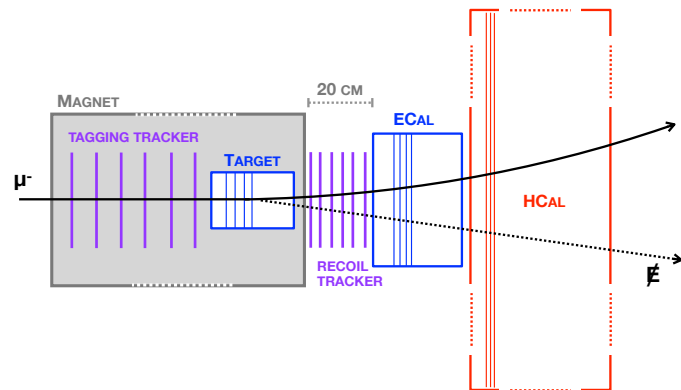 20 CM
MAGNET
ECAL
TAGGING TRACKER
TARGET
μ-
HCAL
RECOIL
TRACKER
E̸